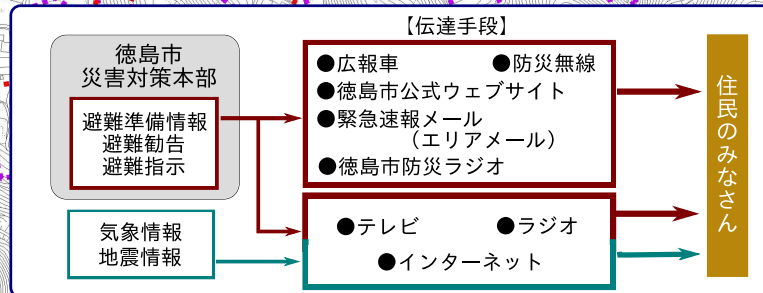 【伝達手段】
徳島市
災害対策本部
避難準備情報
避難勧告
避難指示
気象情報
地震情報
●広報車 ●防災無線
●徳島市公式ウェブサイト
●緊急速報メール
（エリアメール）
●徳島市防災ラジオ
●テレビ ●ラジオ
●インターネット
住民のみなさん